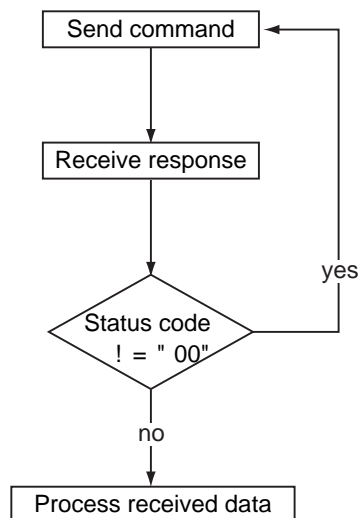 Send command
Receive response
yes
Status code
! = " 00"
no
Process received data